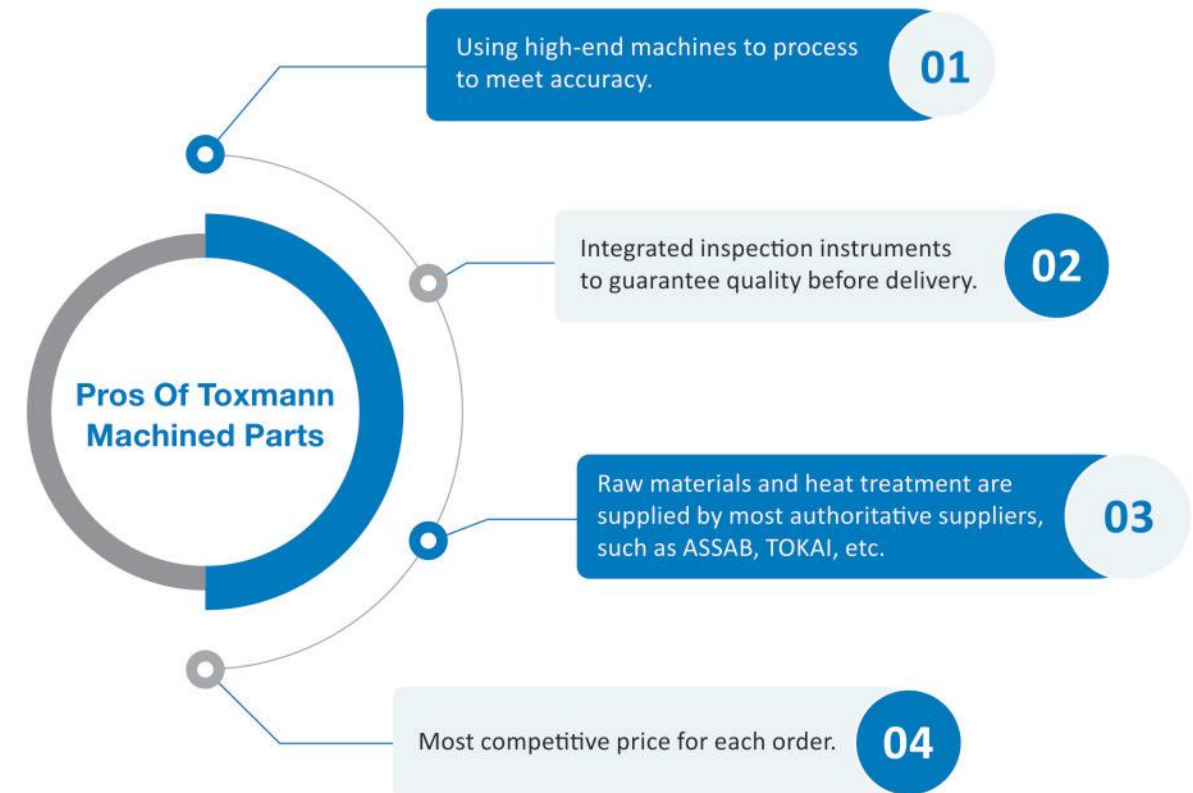 Using high-end machines to process
to meet accuracy.
01
Integrated inspection instruments
to guarantee quality before delivery.
02
Pros Of Toxmann
Machined Parts
Raw materials and heat treatment are
supplied by most authoritative suppliers,
such as ASSAB, TOKAI, etc.
03
Most competitive price for each order.
04